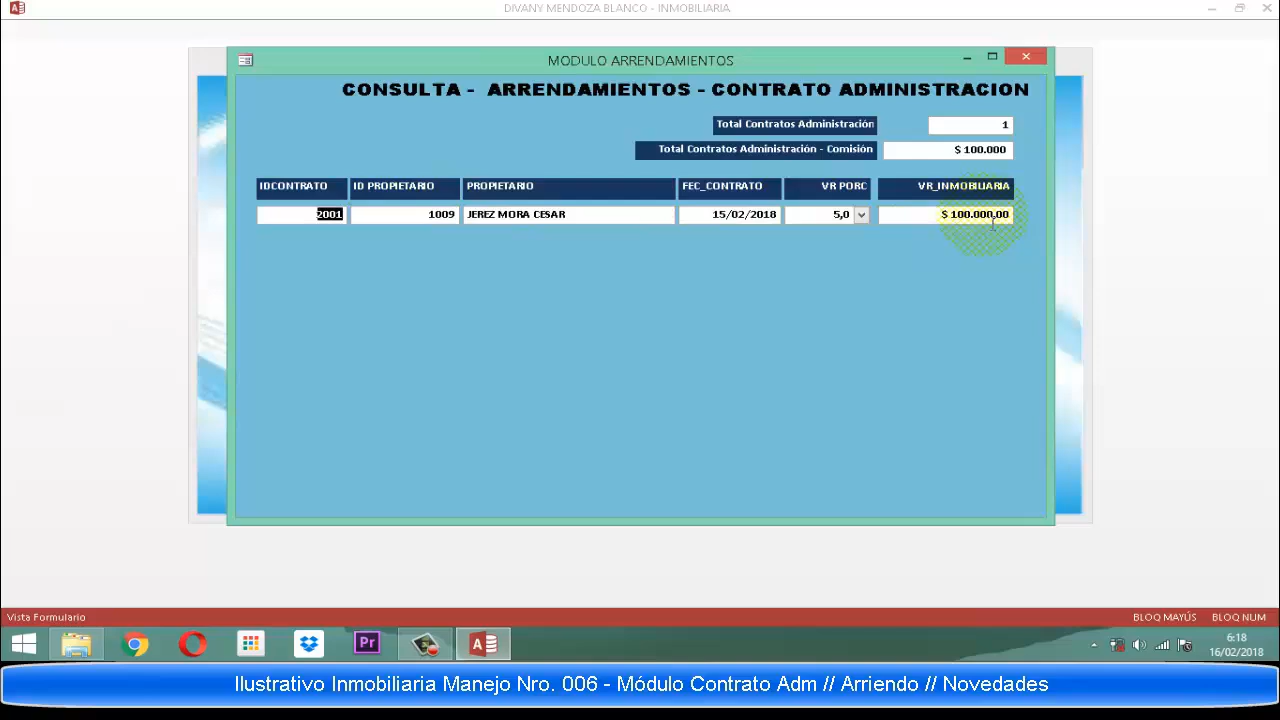 DIVANY MENDOZA BLANCO - INMOBILIARIA
MODULO ARRENDAMIENTOS
CONSULTA - ARRENDAMIENTOS - CONTRATO ADMINISTRACION
Total Contratos Administración 1
Total Contratos Administración - Comisión $ 100.000
IDCONTRATO ID PROPIETARIO PROPIETARIO FEC_CONTRATO VR PORC VR_INMOBILIARIA
2001 1009 JEREZ MORA CESAR 15/02/2018 5,0 $ 100.000,00
Vista Formulario BLOQ MAYÚS BLOQ NUM
Pr
6:18
16/02/2018
Ilustrativo Inmobiliaria Manejo Nro. 006 - Módulo Contrato Adm // Arriendo // Novedades